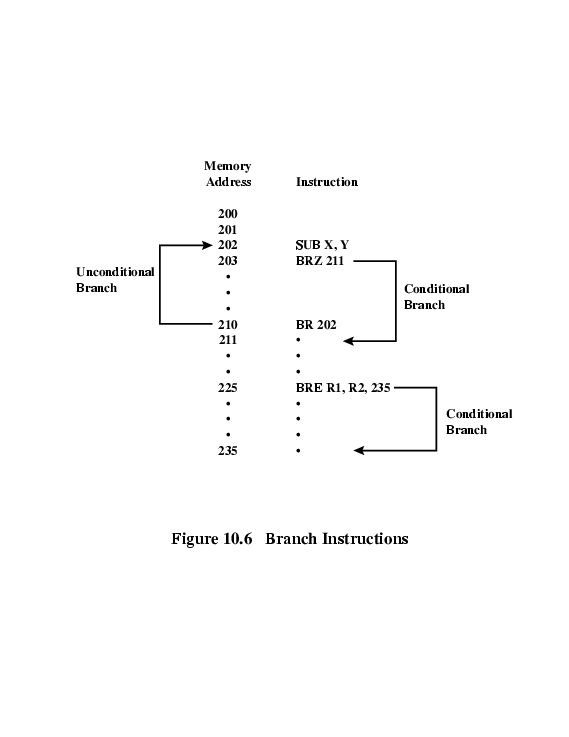 Memory
Address Instruction
200
201
202 SUB X, Y
203 BRZ 211
Unconditional
Branch
•
•
•
Conditional
Branch
210 BR 202
211 •
• •
• •
225 BRE R1, R2, 235
• •
• •
• •
Conditional
Branch
235 •
Figure 10.6 Branch Instructions